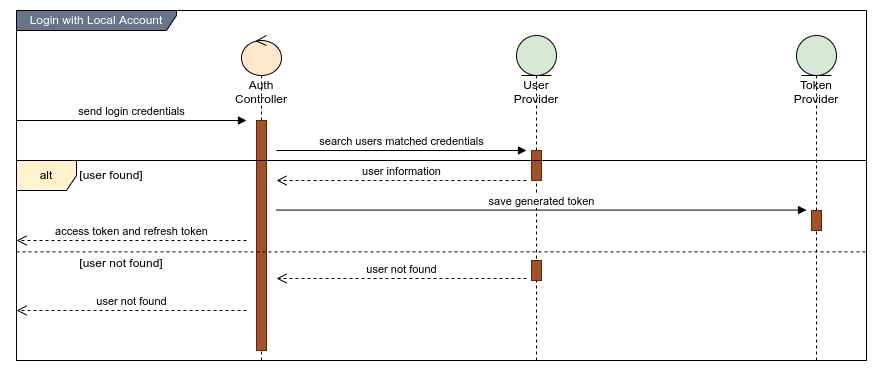 Login with Local Account
Auth
Controller
User
Provider
Token
Provider
send login credentials
search users matched credentials
alt
[user found]
user information
save generated token
access token and refresh token
[user not found]
user not found
user not found